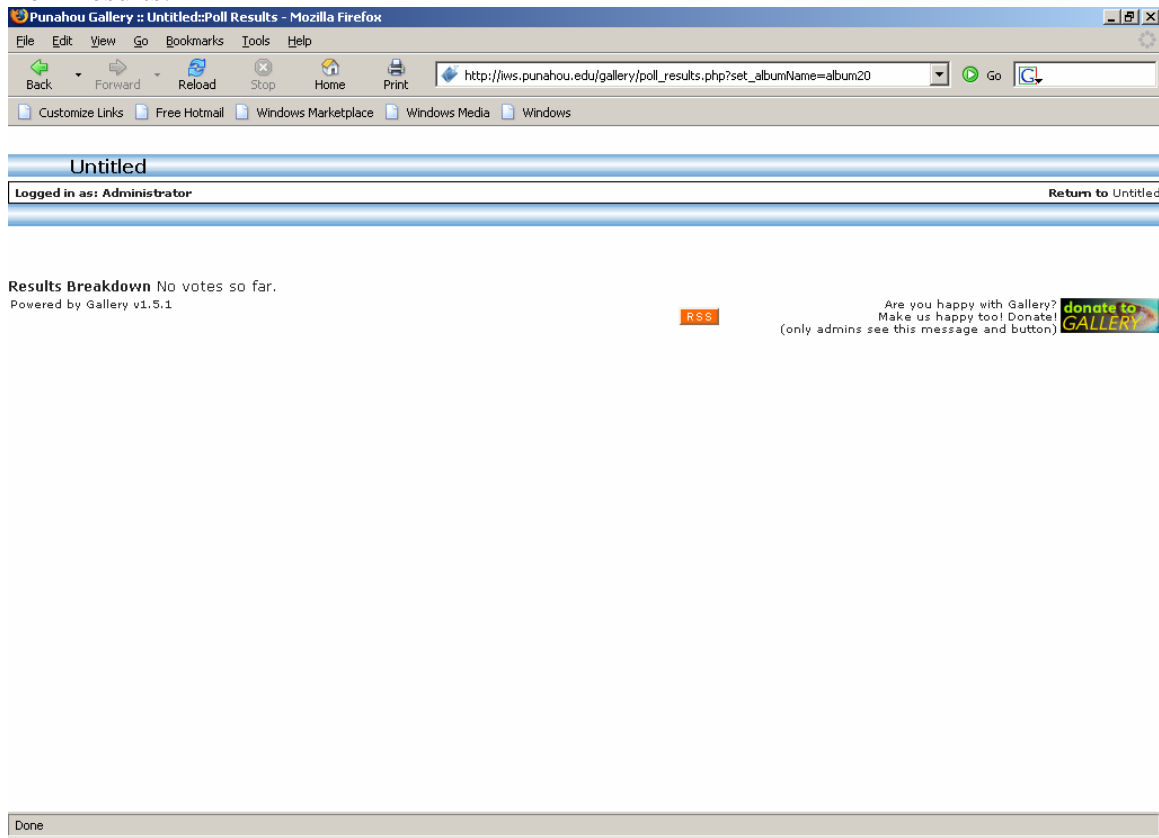 Punahou Gallery :: Untitled::Poll Results - Mozilla Firefox
File Edit View Go Bookmarks Tools Help
Back Forward Reload Stop Home Print http://iws.punahou.edu/gallery/poll_results.php?set_albumName=album20 Go G
Customize Links Free Hotmail Windows Marketplace Windows Media Windows
Untitled
Logged in as: Administrator Return to Untitled
Results Breakdown No votes so far.
Powered by Gallery v1.5.1
RSS
Are you happy with Gallery?
Make us happy too! Donate!
(only admins see this message and button)
donate to
GALLERY
Done